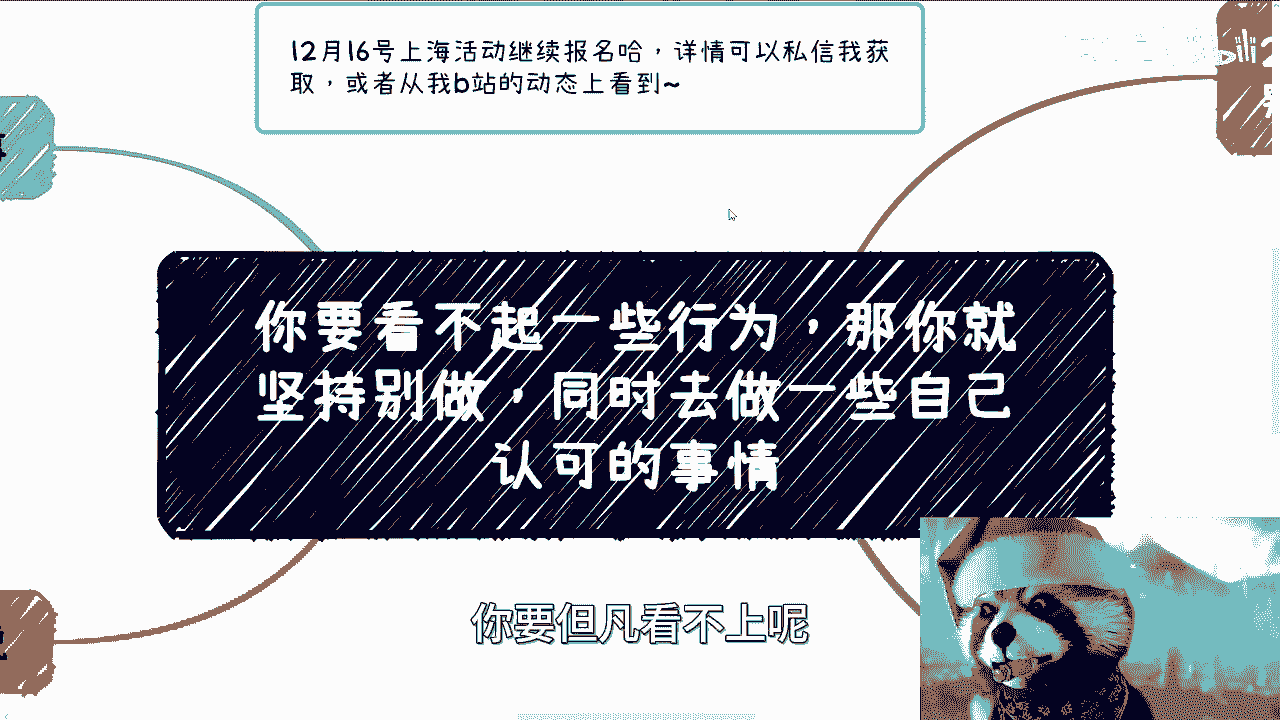 12月16号上海活动继续报名哈，详情可以私信我获
取，或者从我b站的动态上看到~
你要看不起一些行为，那你就
坚持别做，同时去做一些自己
认可的事情
你要但凡看不上呢